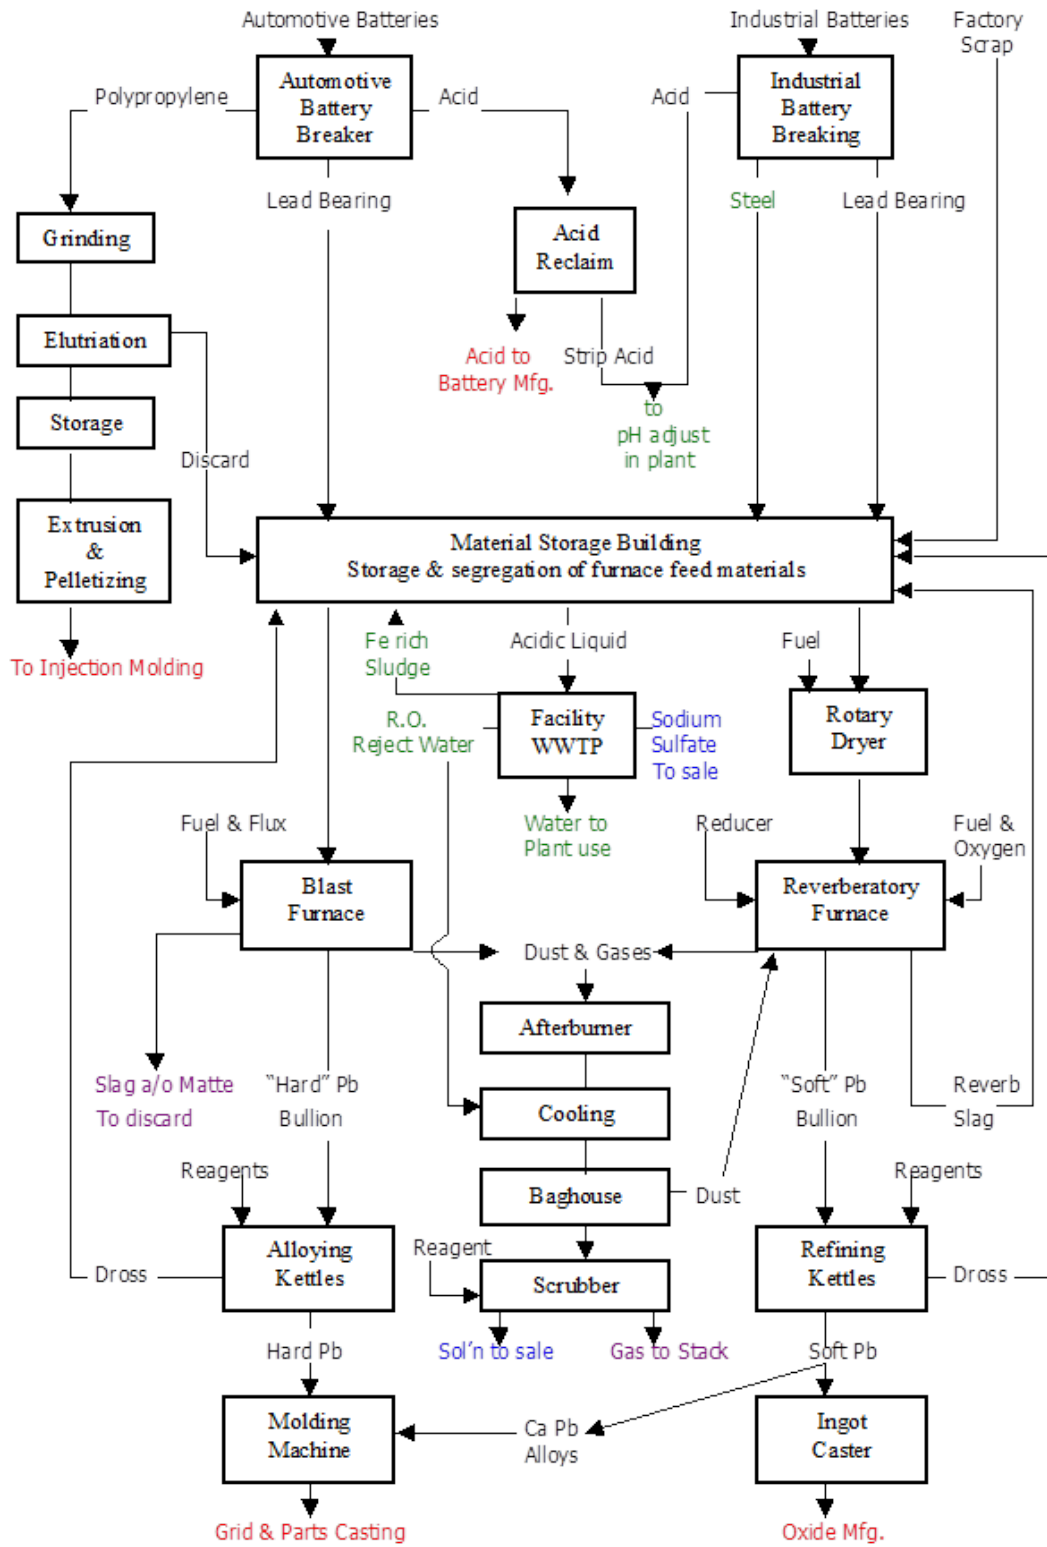 Automotive Batteries
Industrial Batteries
Factory
Scrap
Polypropylene
Automotive
Battery
Breaker
Acid
Acid
Industrial
Battery
Breaking
Lead Bearing
Steel
Lead Bearing
Grinding
Acid
Reclaim
Elutriation
Acid to
Battery Mfg.
Strip Acid
Storage
to
pH adjust
in plant
Discard
Extrusion
&
Pelletizing
Material Storage Building
Storage & segregation of furnace feed materials
To Injection Molding
Fe rich
Sludge
Acidic Liquid
Fuel
R.O.
Reject Water
Facility
WWTP
Sodium
Sulfate
To sale
Rotary
Dryer
Fuel & Flux
Water to
Plant use
Reducer
Fuel &
Oxygen
Blast
Furnace
Reverberatory
Furnace
Dust & Gases
Afterburner
Slag a/o Matte
To discard
“Hard” Pb
Bullion
Cooling
“Soft” Pb
Bullion
Reverb
Slag
Reagents
Baghouse
Dust
Reagents
Alloying
Kettles
Reagent
Refining
Kettles
Dross
Scrubber
Dross
Hard Pb
Sol’n to sale
Gas to Stack
Soft Pb
Molding
Machine
Ca Pb
Alloys
Ingot
Caster
Grid & Parts Casting
Oxide Mfg.